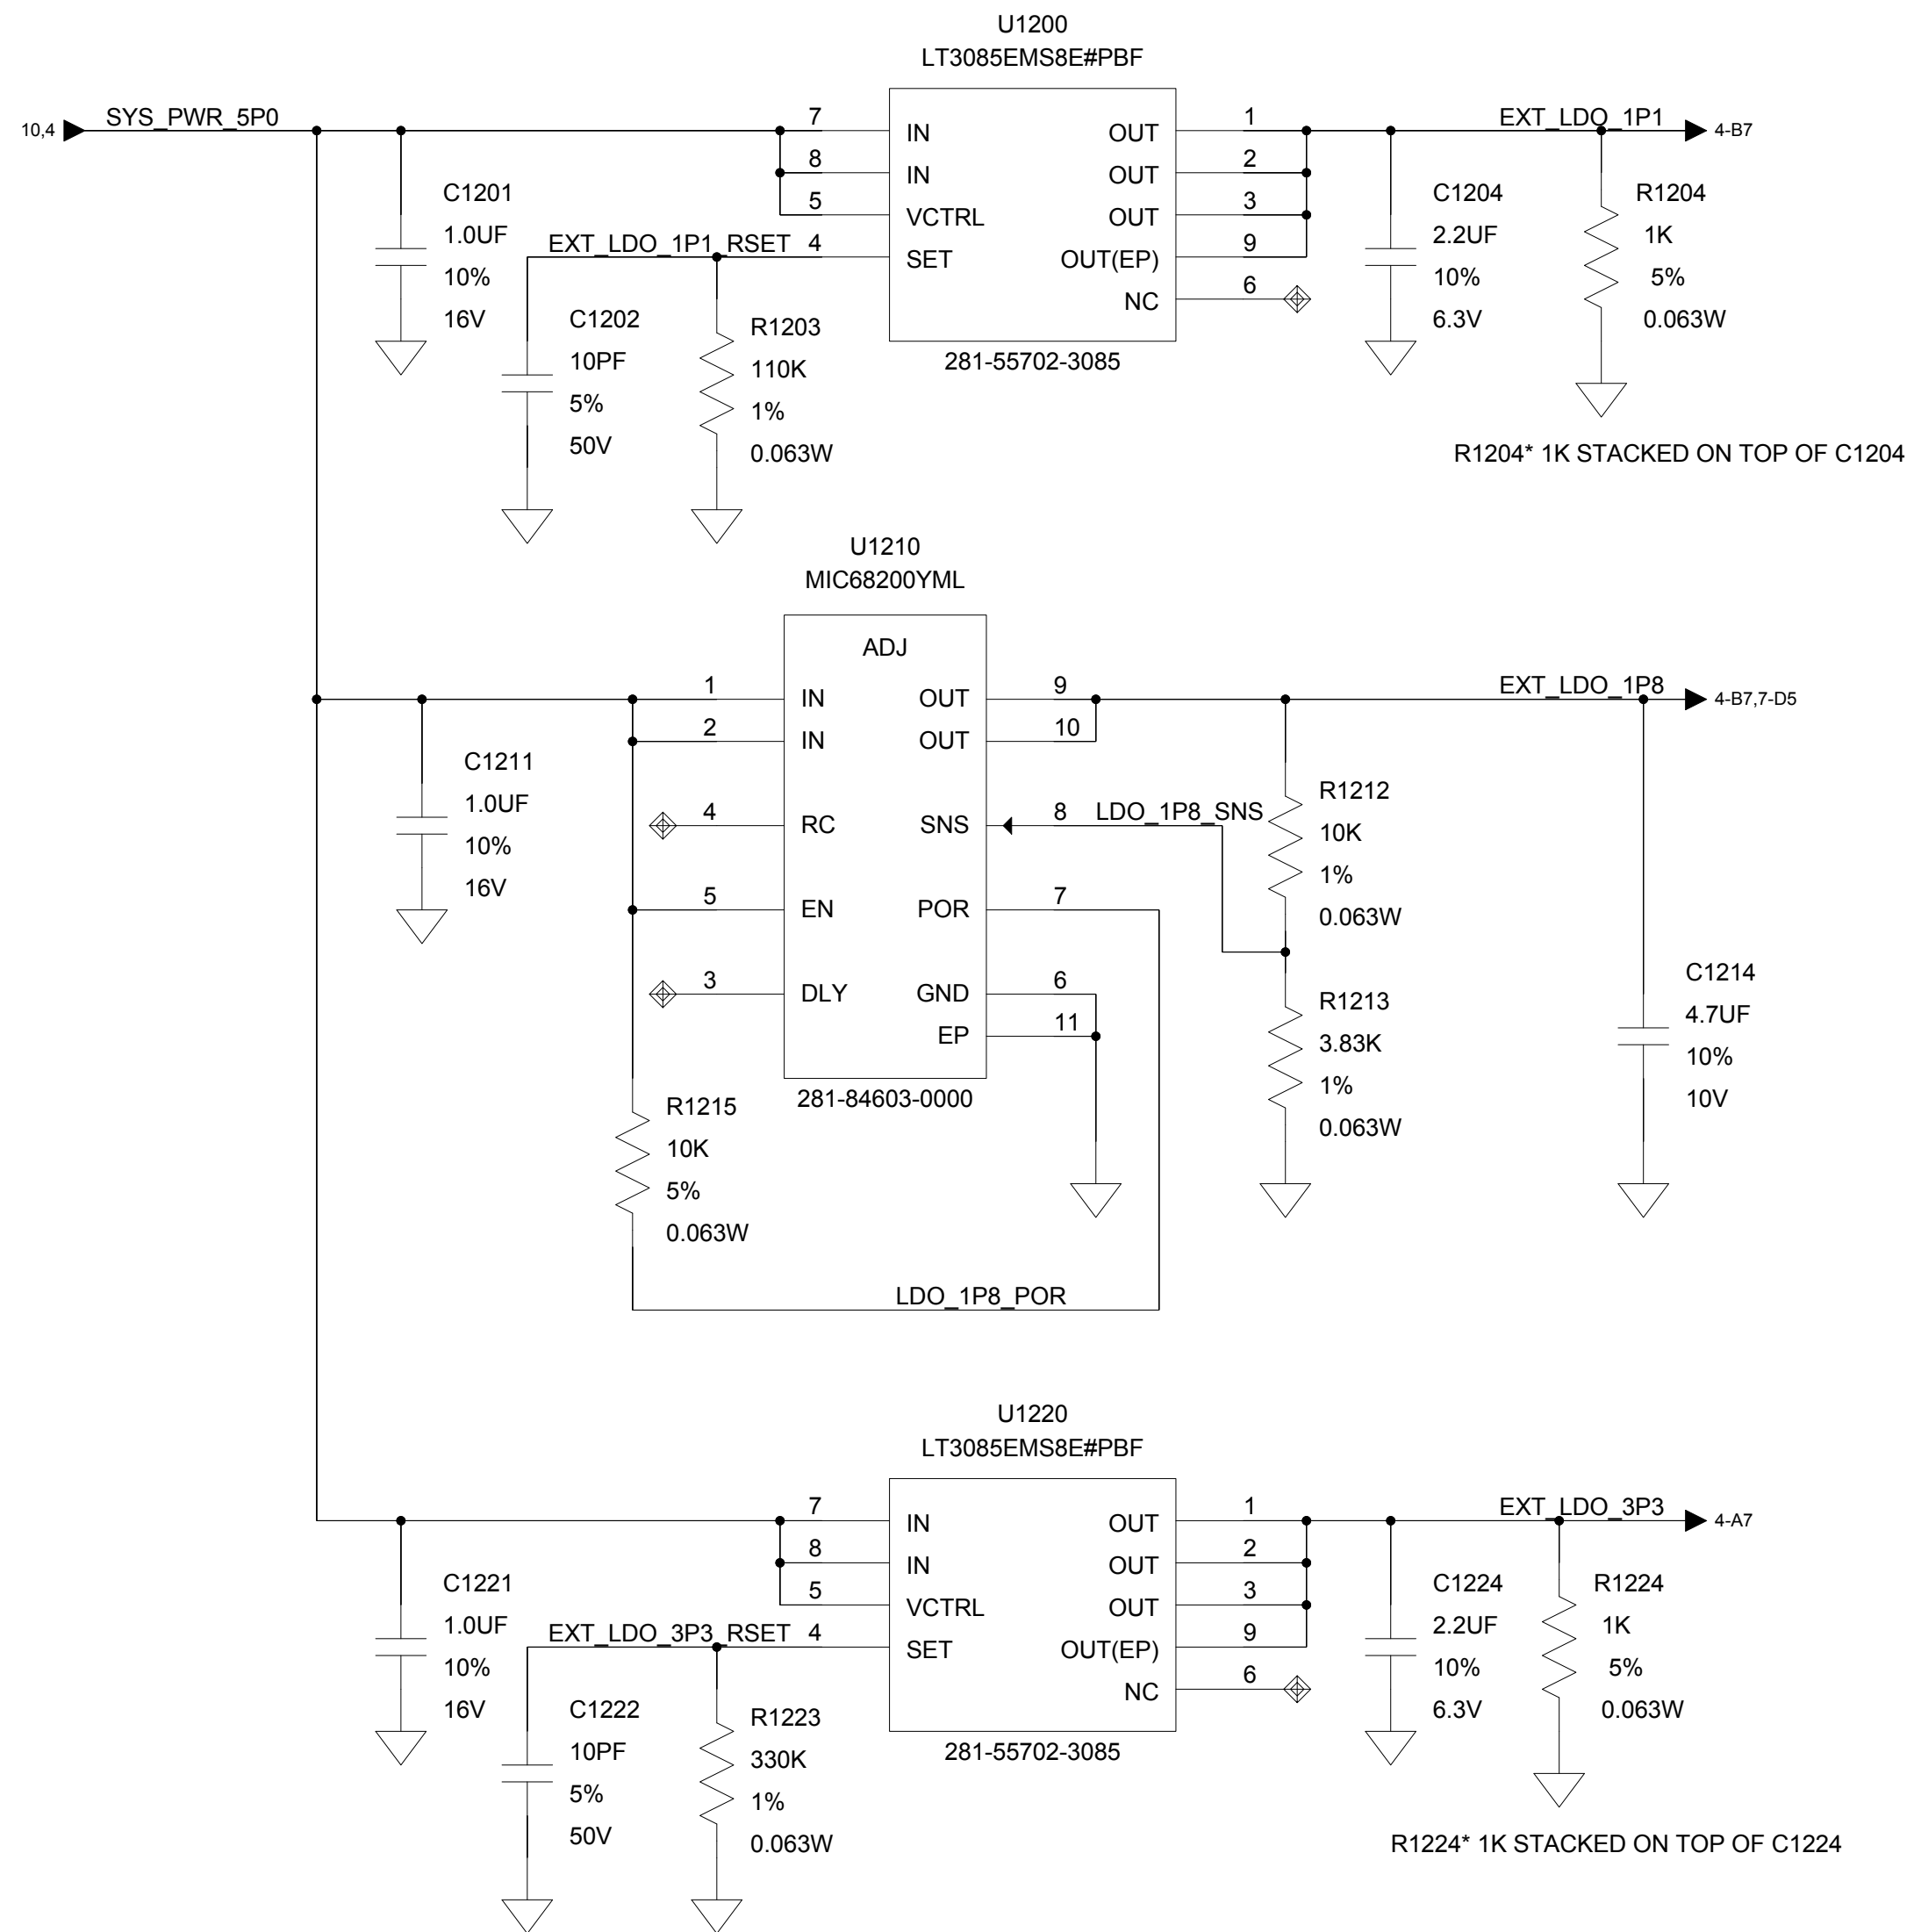 U1200
LT3085EMS8E#PBF
10,4
SYS_PWR_5P0
7
IN
OUT
1
EXT_LDO_1P1
4-B7
8
IN
OUT
2
5
VCTRL
OUT
3
EXT_LDO_1P1_RSET
4
SET
OUT(EP)
9
NC
6
281-55702-3085
C1201
1.0UF
10%
16V
C1202
10PF
5%
50V
R1203
110K
1%
0.063W
C1204
2.2UF
10%
6.3V
R1204
1K
5%
0.063W
R1204* 1K STACKED ON TOP OF C1204
U1210
MIC68200YML
ADJ
1
IN
OUT
9
EXT_LDO_1P8
4-B7,7-D5
2
IN
OUT
10
4
RC
SNS
8
LDO_1P8_SNS
5
EN
POR
7
3
DLY
GND
6
EP
11
281-84603-0000
C1211
1.0UF
10%
16V
R1212
10K
1%
0.063W
R1213
3.83K
1%
0.063W
C1214
4.7UF
10%
10V
R1215
10K
5%
0.063W
LDO_1P8_POR
U1220
LT3085EMS8E#PBF
7
IN
OUT
1
EXT_LDO_3P3
4-A7
8
IN
OUT
2
5
VCTRL
OUT
3
EXT_LDO_3P3_RSET
4
SET
OUT(EP)
9
NC
6
281-55702-3085
C1221
1.0UF
10%
16V
C1222
10PF
5%
50V
R1223
330K
1%
0.063W
C1224
2.2UF
10%
6.3V
R1224
1K
5%
0.063W
R1224* 1K STACKED ON TOP OF C1224